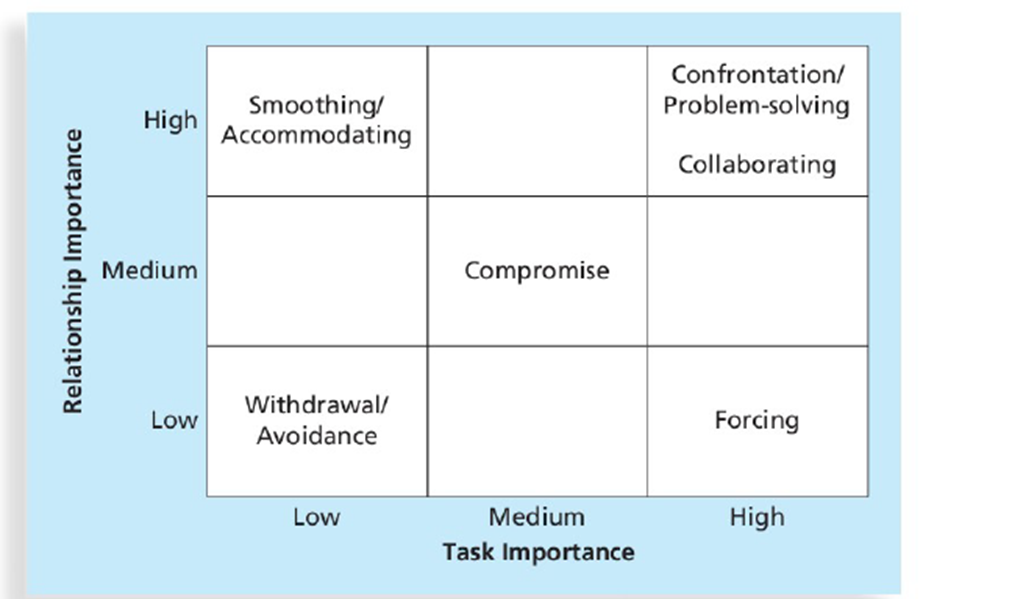 Relationship Importance
High
Smoothing/
Accommodating
Confrontation/
Problem-solving
Collaborating
Medium
Compromise
Low
Withdrawal/
Avoidance
Forcing
Low
Medium
High
Task Importance